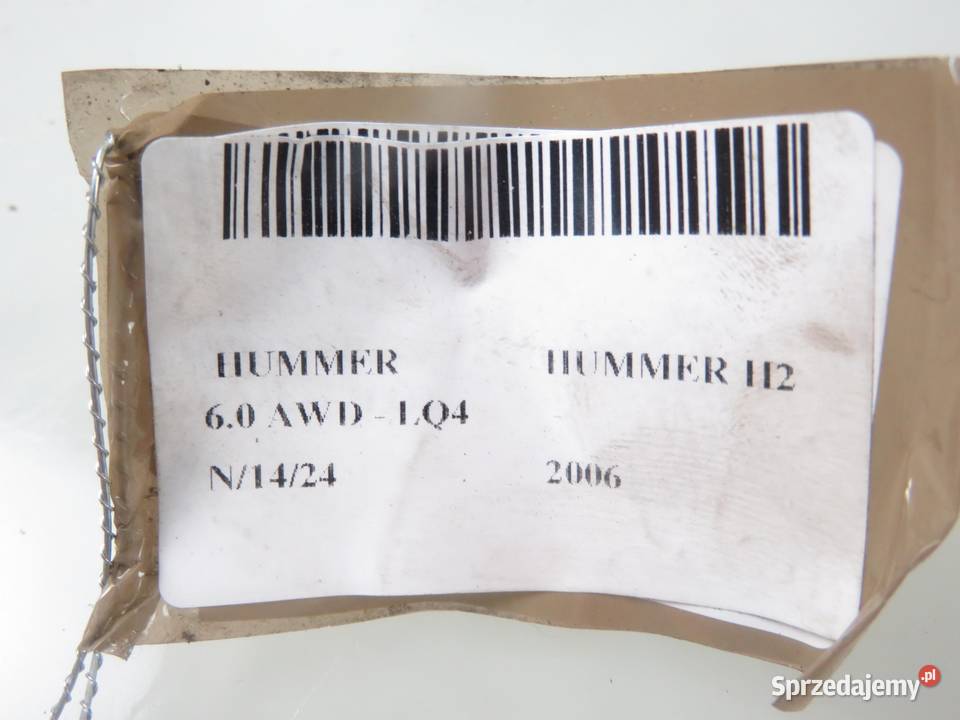 HUMMER HUMMER H2
6.0 AWD - LQ4
N/14/24 2006
Sprzedajemy.pl